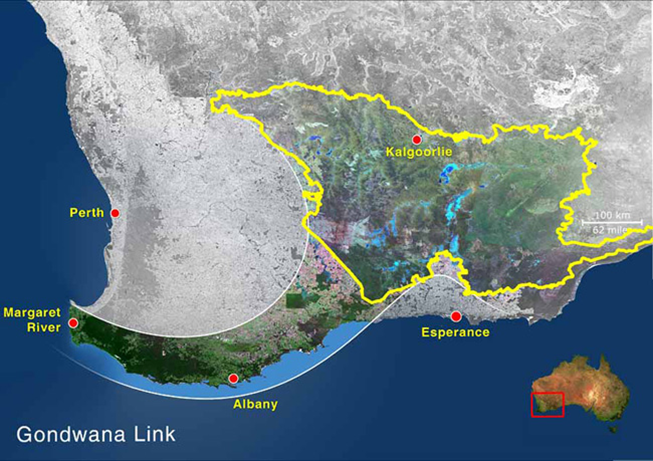 Kalgoorlie
Perth
100 km
62 miles
Margaret
River
Esperance
Albany
Gondwana Link